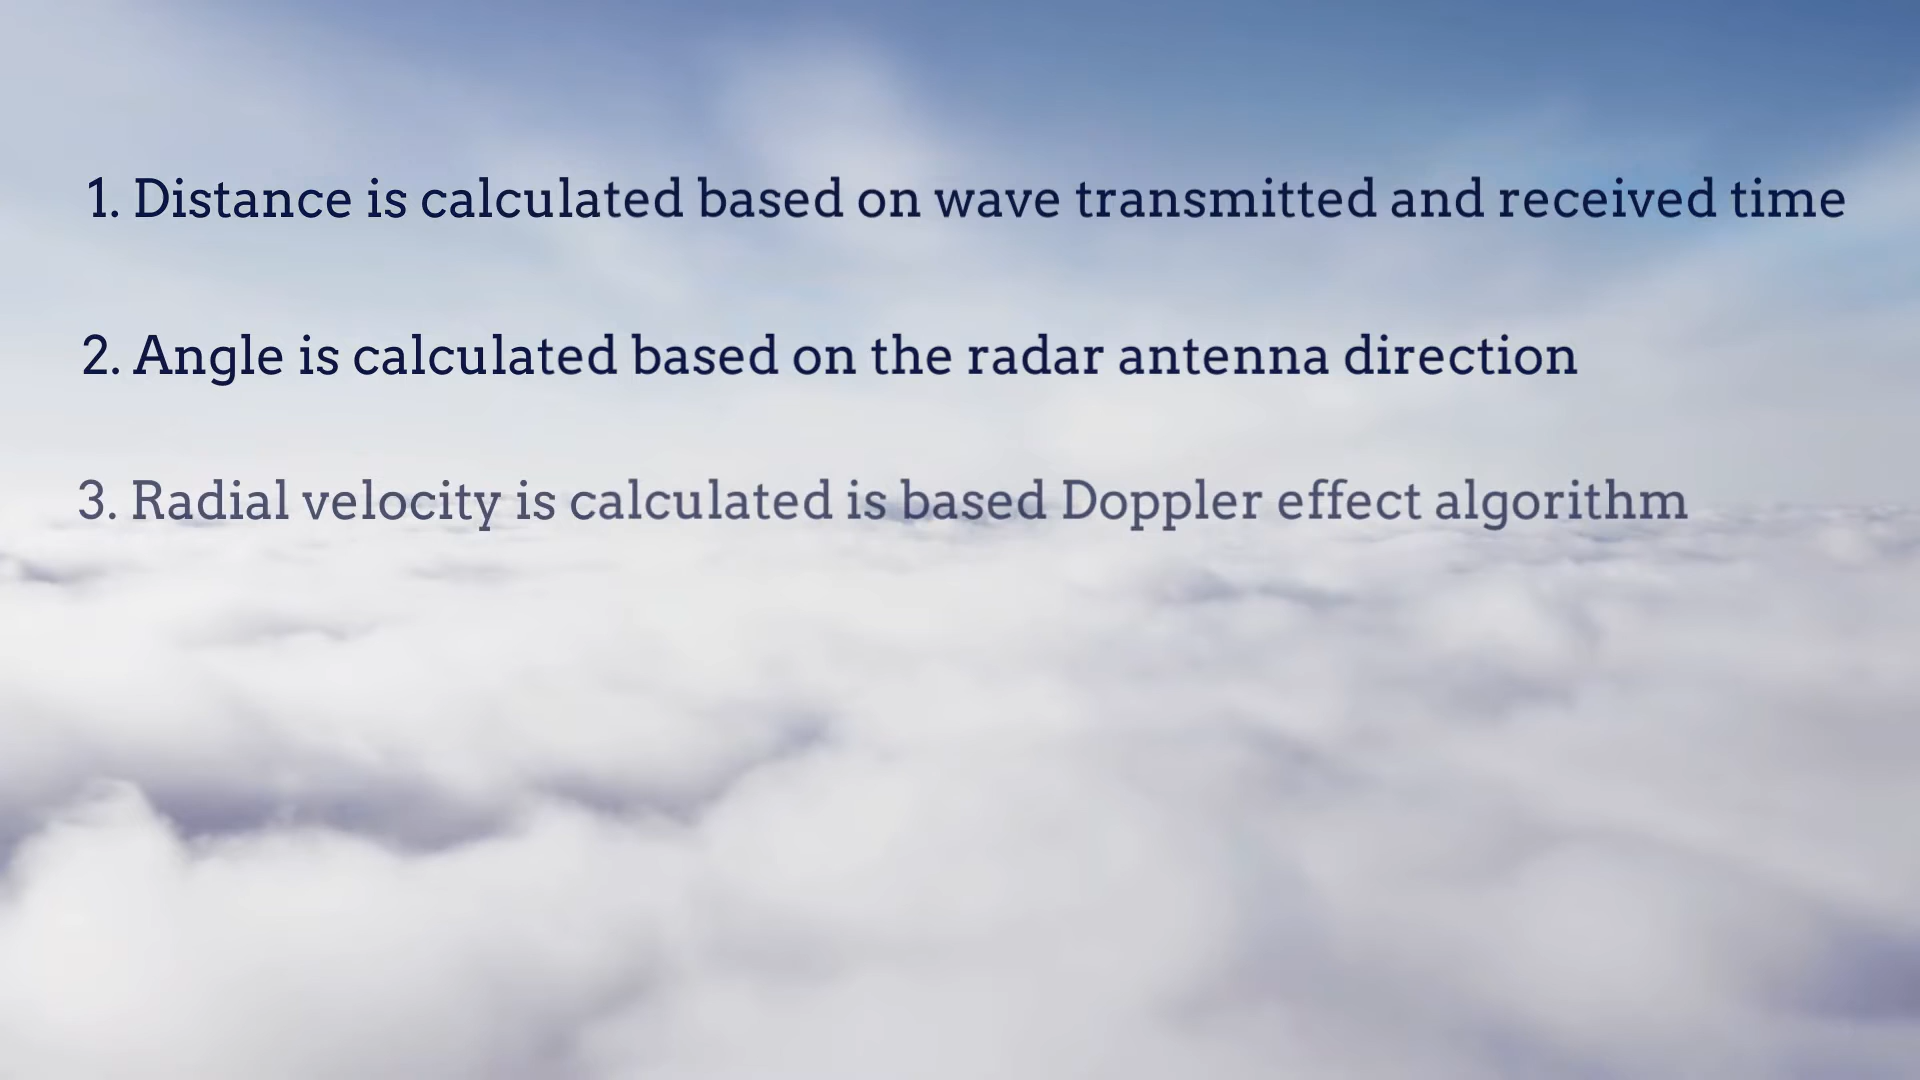 1. Distance is calculated based on wave transmitted and received time
2. Angle is calculated based on the radar antenna direction
3. Radial velocity is calculated is based Doppler effect algorithm